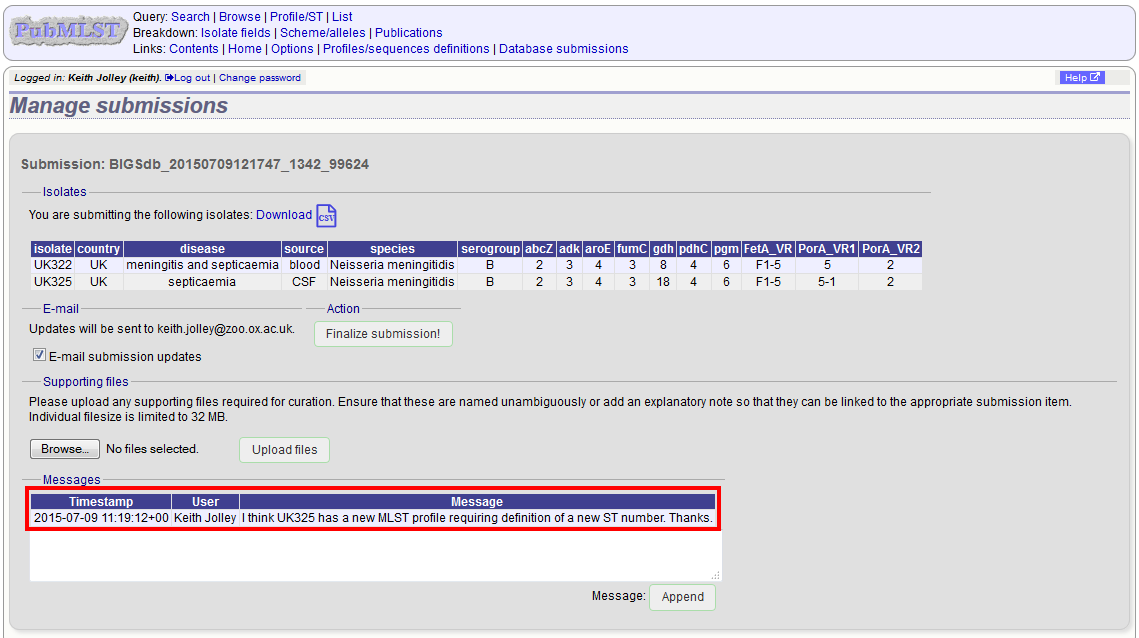 PubMLST
Query: Search | Browse | Profile/ST | List
Breakdown: Isolate fields | Scheme/alleles | Publications
Links: Contents | Home | Options | Profiles/sequences definitions | Database submissions
Logged in: Keith Jolley (keith). Log out | Change password
Help
Manage submissions
Submission: BIGSdb_20150709121747_1342_99624
Isolates
You are submitting the following isolates: Download CSV
isolate country disease source species serogroup abcZ adk aroE fumC gdh pdhC pgm FetA_VR PorA_VR1 PorA_VR2
UK322 UK meningitis and septicaemia blood Neisseria meningitidis B 2 3 4 3 8 4 6 F1-5 5 2
UK325 UK septicaemia CSF Neisseria meningitidis B 2 3 4 3 18 4 6 F1-5 5-1 2
E-mail Action
Updates will be sent to keith.jolley@zoo.ox.ac.uk. Finalize submission!
E-mail submission updates
Supporting files
Please upload any supporting files required for curation. Ensure that these are named unambiguously or add an explanatory note so that they can be linked to the appropriate submission item.
Individual filesize is limited to 32 MB.
Browse... No files selected. Upload files
Messages
Timestamp User Message
2015-07-09 11:19:12+00 Keith Jolley I think UK325 has a new MLST profile requiring definition of a new ST number. Thanks.
Message: Append